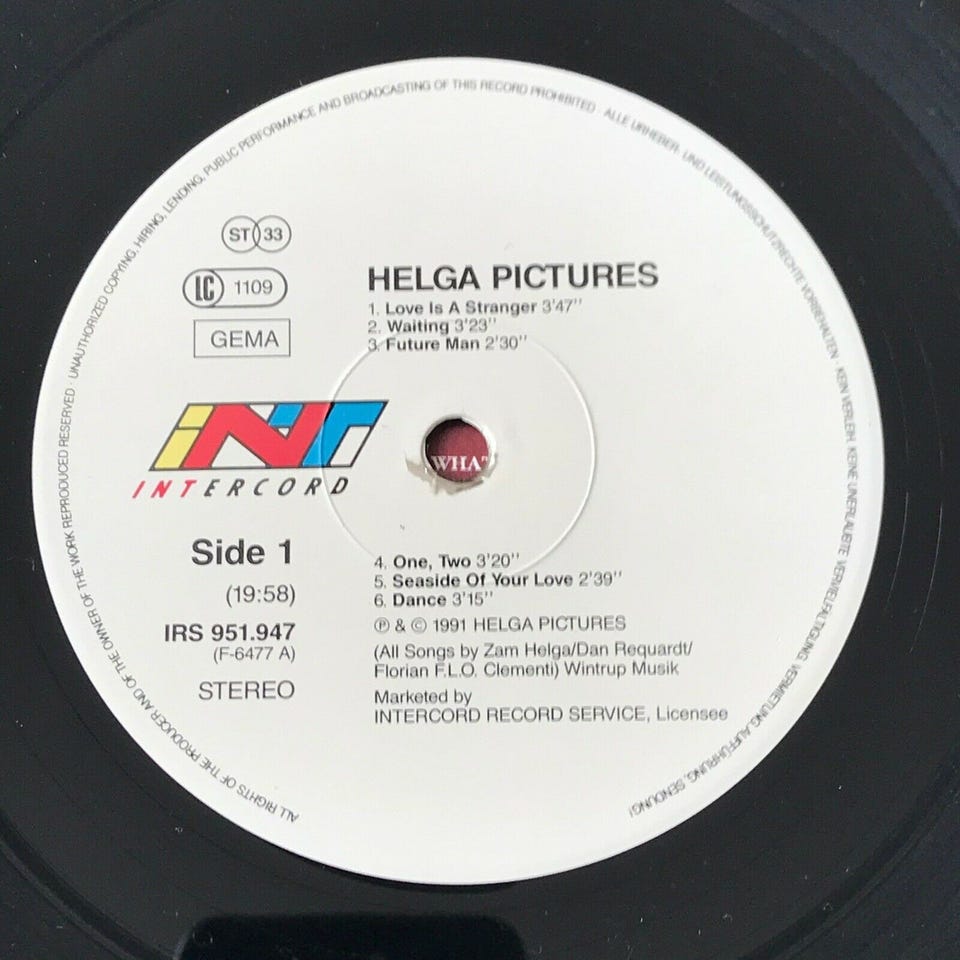 ALL RIGHTS OF THE PRODUCER AND OF THE OWNER OF THE WORK REPRODUCED RESERVED · UNAUTHORIZED COPYING, HIRING, LENDING, PUBLIC PERFORMANCE AND BROADCASTING OF THIS RECORD PROHIBITED · ALLE URHEBER- UND LEISTUNGSSCHUTZRECHTE VORBEHALTEN · KEIN VERLEIH, KEINE UNERLAUBTE VERVIELFÄLTIGUNG, VERMIETUNG, AUFFÜHRUNG, SENDUNG!
ST 33
LC 1109
GEMA
HELGA PICTURES
1. Love Is A Stranger 3'47''
2. Waiting 3'23''
3. Future Man 2'30''
INT
INTERCORD
WHAT
Side 1
(19:58)
IRS 951.947
(F-6477 A)
STEREO
4. One, Two 3'20''
5. Seaside Of Your Love 2'39''
6. Dance 3'15''
℗ & © 1991 HELGA PICTURES
(All Songs by Zam Helga/Dan Requardt/
Florian F.L.O. Clementi) Wintrup Musik
Marketed by
INTERCORD RECORD SERVICE, Licensee